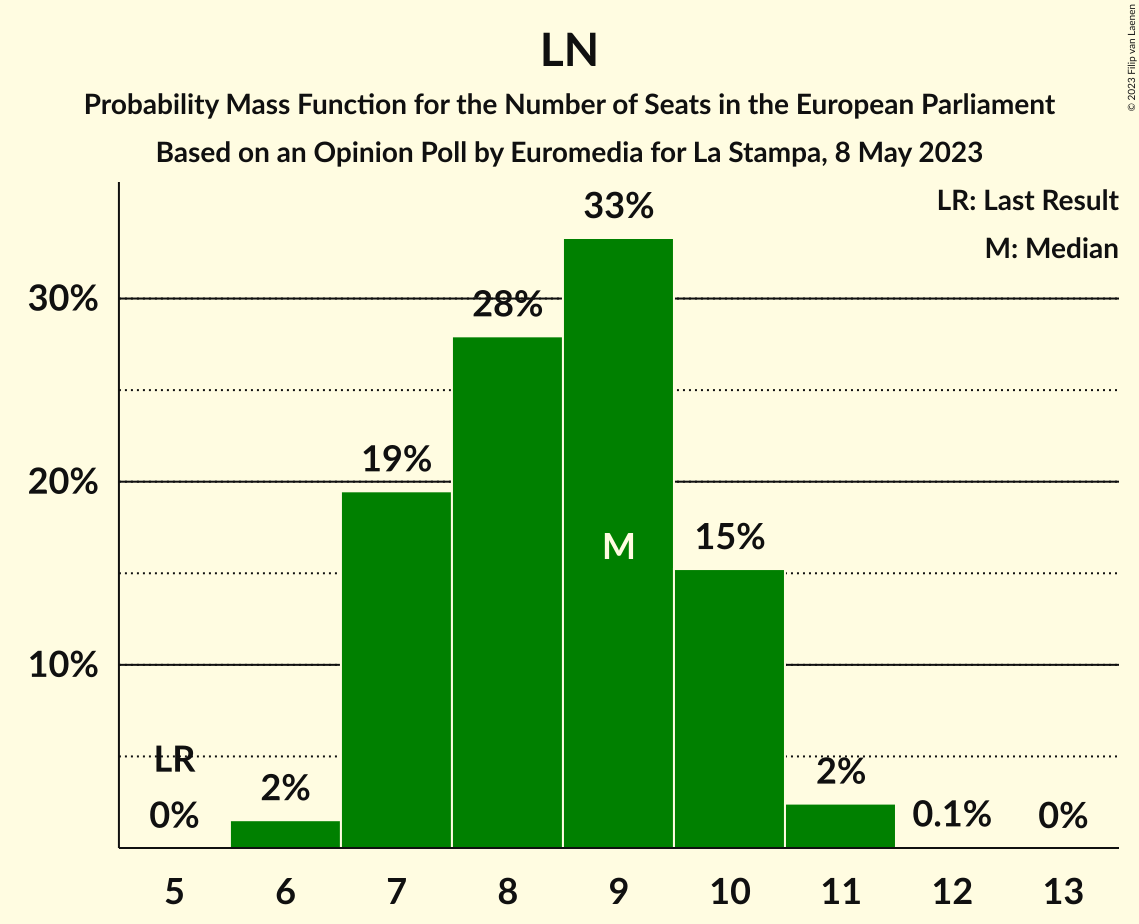 LN
Probability Mass Function for the Number of Seats in the European Parliament
Based on an Opinion Poll by Euromedia for La Stampa, 8 May 2023
© 2023 Filip van Laenen
LR: Last Result
M: Median
33%
30%
28%
19%
20%
M
15%
10%
LR
2%
2%
0%
0.1%
0%
5 6 7 8 9 10 11 12 13